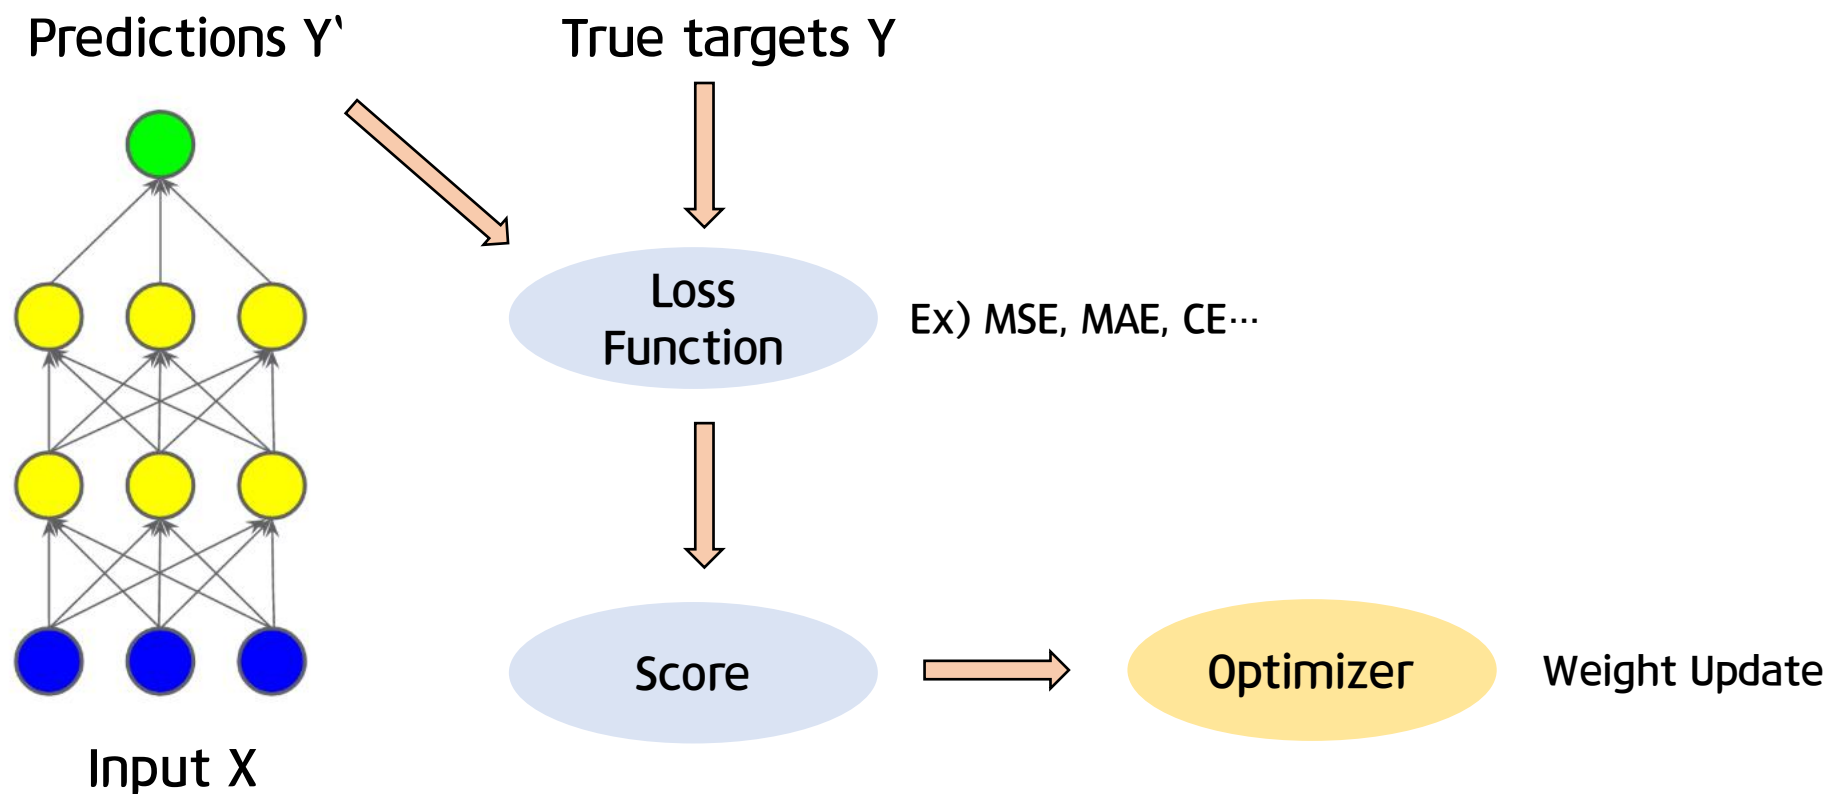 Predictions Y‵
True targets Y
Loss
Function
Ex) MSE, MAE, CE⋯
Score
Optimizer
Weight Update
Input X